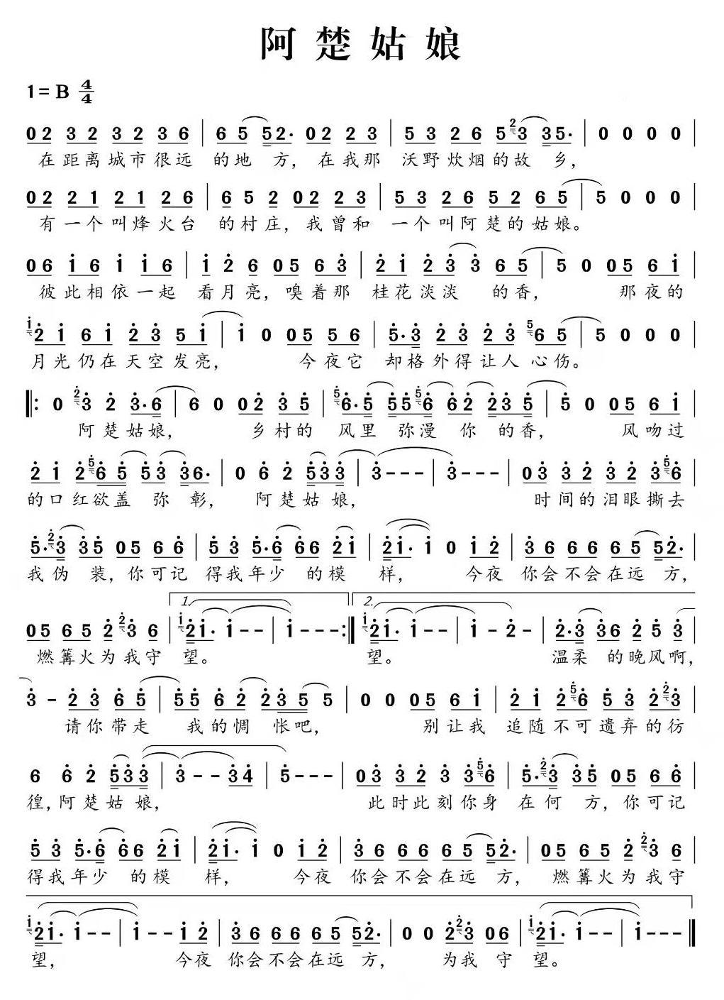 阿楚姑娘
1=B 4/4
02 32 32 36 | 65 52· 02 23 | 53 26 53 35· | 0 0 0 0 |
在距离城市很远 的地 方，在我那 沃野炊烟的故 乡，
02 21 21 26 | 65 2 02 23 | 53 26 52 65 | 5 0 0 0
有一个叫烽火台 的村庄，我曾和 一个叫阿楚的姑娘。
06 16 11 16 | 1 2 6 05 63 | 21 23 3 65 | 5 0 05 61 |
彼此相依一起 看月亮，嗅着那 桂花淡淡 的香， 那夜的
21 61 23 51 | 1 0 05 56 | 5·3 23 23 65 | 5 0 0 0
月光仍在天空发亮， 今夜它 却格外得让人心伤。
0 3 2 3·6 | 6 0 02 35 | 6·5 556 62 235 | 5 0 05 61 |
阿楚姑娘， 乡村的 风里 弥漫 你 的香， 风吻过
21 265 53 36· | 0 6 2 533 | 3--- | 3--- | 03 32 32 36 |
的口红欲盖 弥 彰， 阿楚姑娘， 时间的泪眼撕去
5·3 35 05 66 | 53 5·6 66 21 | 21· 1 0 12 | 36 66 65 52· |
我伪 装，你可记 得我年少 的模 样， 今夜 你会不会在远 方，
1. 2.
05 65 2 3 6 | 21· 1-- | 1---:| 21· 1-- | 1-2- | 2·3 36 25 3 |
燃篝火为我守 望。 望。 温柔 的晚风啊，
3- 23 65 | 55 62 235 5 | 0 0 05 61 | 21 26 53 23 |
请你带走 我的惆 怅吧， 别让我 追随不可遗弃的彷
6 6 2 533 | 3--34 | 5--- | 03 32 3 36 | 5·3 35 05 66 |
徨，阿楚姑 娘， 此时此刻你身 在何 方，你可记
53 5·6 66 21 | 21· 1 0 12 | 36 66 65 52· | 05 65 2 3 6 |
得我年少 的模 样， 今夜 你会不会在远 方， 燃篝火为我守
21· 1-- | 1--12 | 36 66 65 52· | 0 0 23 06 | 21· 1-- | 1---
望， 今夜 你会不会在远 方， 为我 守 望。